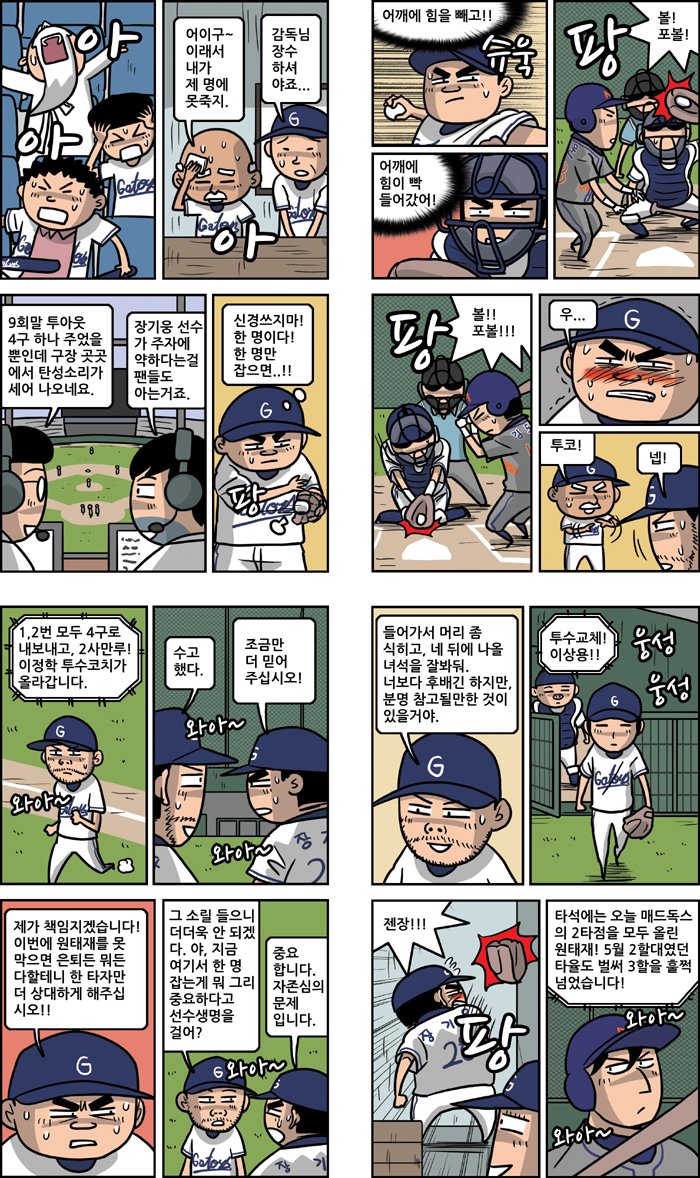 아~
아~
G
Gators
Gators
어이구~
이래서
내가
제 명에
못죽지.
감독님
장수
하셔
야죠...
G
Gators
아~
9회말 투아웃
4구 하나 주었을
뿐인데 구장 곳곳
에서 탄성소리가
세어 나오네요.
장기웅 선수
가 주자에
약하다는걸
팬들도
아는거죠.
신경쓰지마!
한 명이다!
한 명만
잡으면..!!
G
팡
어깨에 힘을 빼고!!
슈욱
어깨에
힘이 빡
들어갔어!
팡
볼!
포볼!
팡
볼!!
포볼!!!
우...
G
투코!
넵!
1,2번 모두 4구로
내보내고, 2사만루!
이정학 투수코치가
올라갑니다.
G
와아~
수고
했다.
조금만
더 믿어
주십시오!
와아~
와아~
G
장기
2
제가 책임지겠습니다!
이번에 원태재를 못
막으면 은퇴든 뭐든
다할테니 한 타자만
더 상대하게 해주십
시오!!
G
그 소릴 들으니
더더욱 안 되겠
다. 야, 지금
여기서 한 명
잡는게 뭐 그리
중요하다고
선수생명을
걸어?
중요
합니다.
자존심의
문제
입니다.
와아~
G
Gators
장기
들어가서 머리 좀
식히고, 네 뒤에 나올
녀석을 잘봐둬.
너보다 후배긴 하지만,
분명 참고될만한 것이
있을거야.
G
투수교체!
이상용!!
웅성
웅성
G
Gators
젠장!!!
장기
2
팡
타석에는 오늘 매드독스
의 2타점을 모두 올린
원태재! 5월 2할대였던
타율도 벌써 3할을 훌쩍
넘었습니다!
와아~
와아~